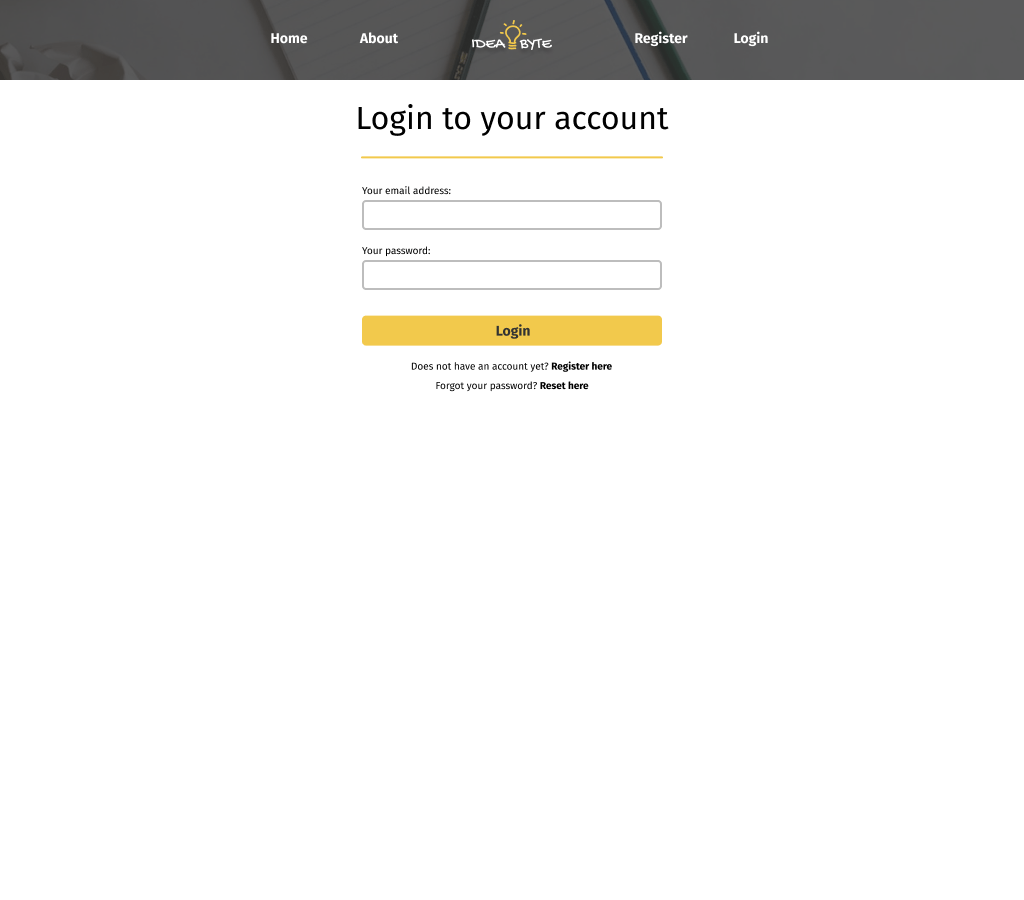 Home
About
IDEA BYTE
Register
Login
Login to your account
Your email address:
Your password:
Login
Does not have an account yet? Register here
Forgot your password? Reset here